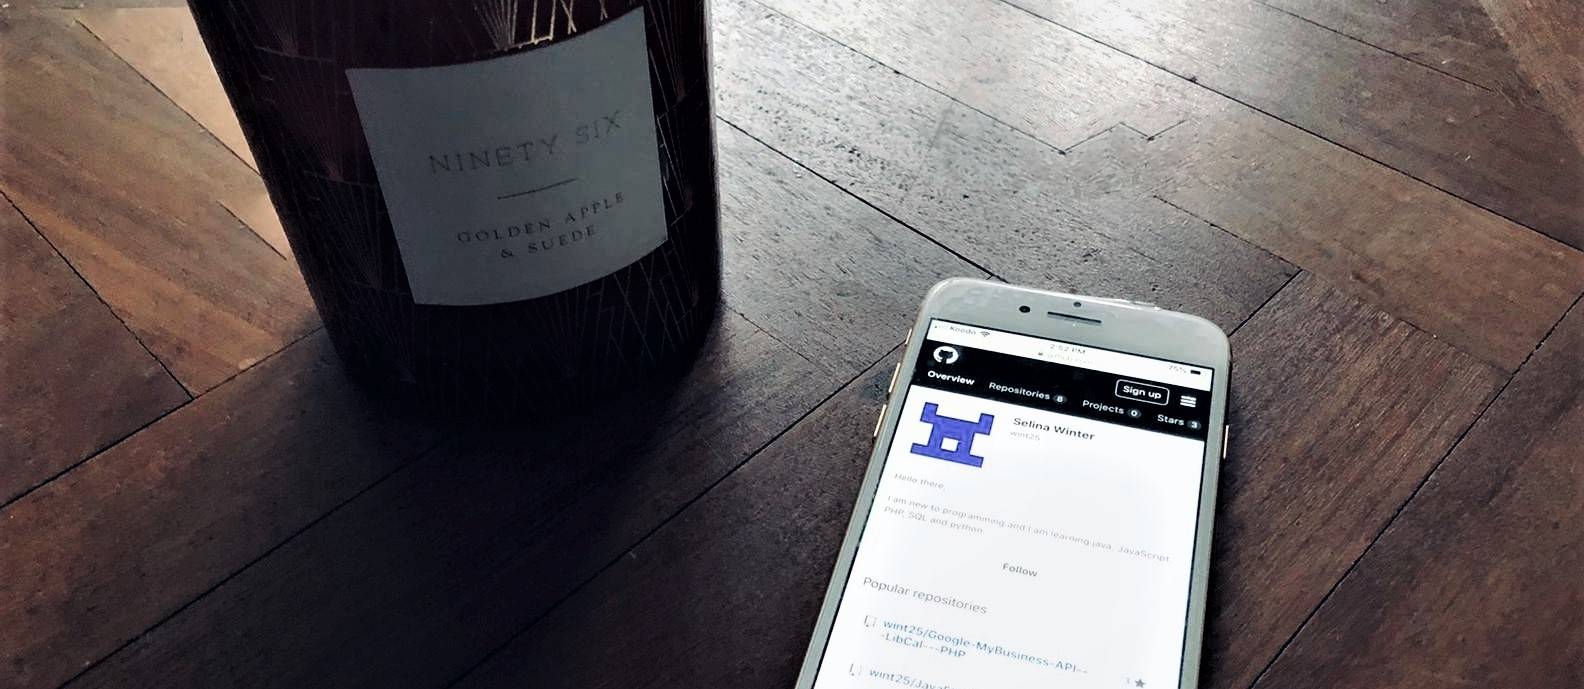 NINETY SIX
GOLDEN APPLE
& SUEDE
Koodo
2:52 PM
75%
Sign up
Overview
Repositories 8
Projects 0
Stars 3
Selina Winter
wint25
Hello there,
I am new to programming and I am learning java, JavaScript
PHP, SQL and python
Follow
Popular repositories
wint25/Google-MyBusiness-API--
-LibCal---PHP